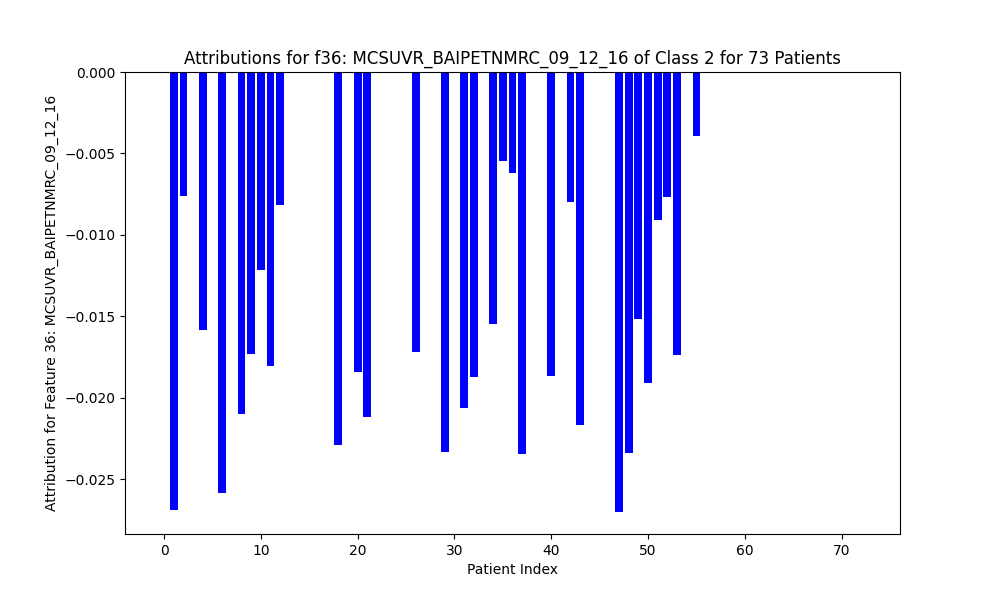 Attributions for f36: MCSUVR_BAIPETNMRC_09_12_16 of Class 2 for 73 Patients
Attribution for Feature 36: MCSUVR_BAIPETNMRC_09_12_16
0.000
−0.005
−0.010
−0.015
−0.020
−0.025
0 10 20 30 40 50 60 70
Patient Index